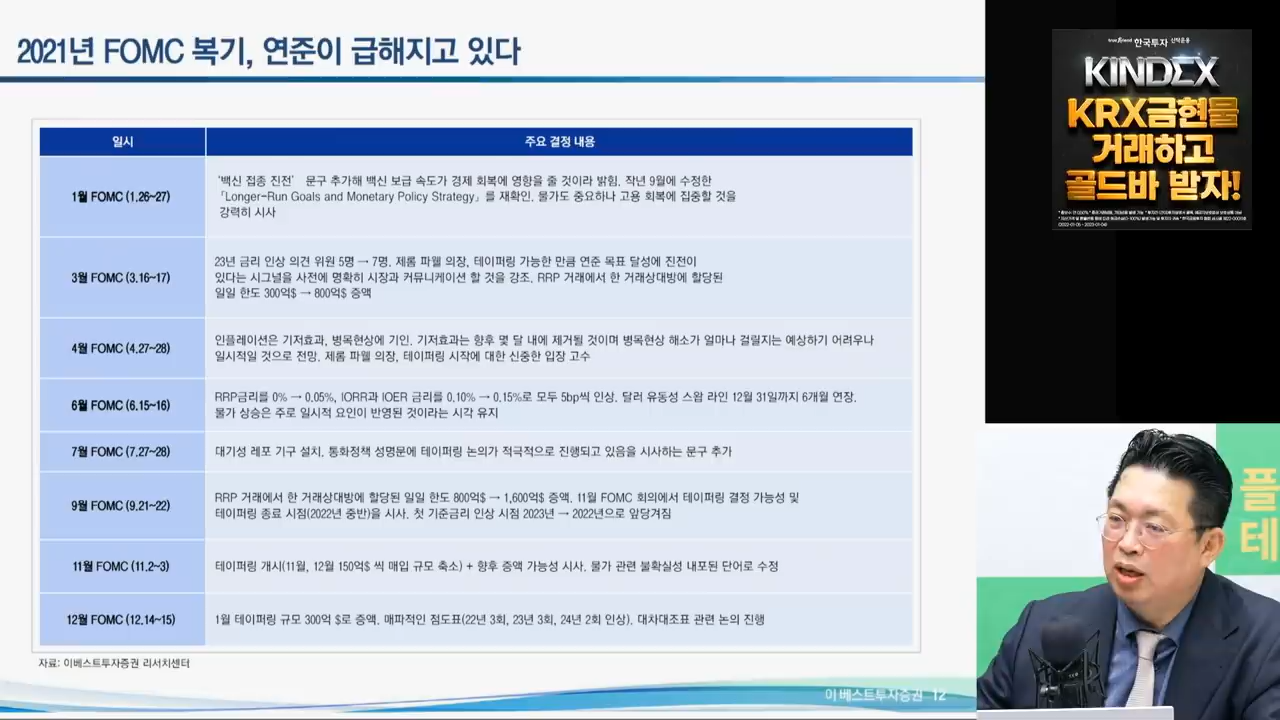 2021년 FOMC 복기, 연준이 급해지고 있다
일시
주요 결정 내용
1월 FOMC (1.26~27)
‘백신 접종 진전’ 문구 추가해 백신 보급 속도가 경제 회복에 영향을 줄 것이라 밝힘. 작년 9월에 수정한
「Longer-Run Goals and Monetary Policy Strategy」를 재확인. 물가도 중요하나 고용 회복에 집중할 것을
강력히 시사
3월 FOMC (3.16~17)
23년 금리 인상 의견 위원 5명 → 7명. 제롬 파월 의장, 테이퍼링 가능한 만큼 연준 목표 달성에 진전이
있다는 시그널을 사전에 명확히 시장과 커뮤니케이션 할 것을 강조. RRP 거래에서 한 거래상대방에 할당된
일일 한도 300억$ → 800억$ 증액
4월 FOMC (4.27~28)
인플레이션은 기저효과, 병목현상에 기인. 기저효과는 향후 몇 달 내에 제거될 것이며 병목현상 해소가 얼마나 걸릴지는 예상하기 어려우나
일시적일 것으로 전망. 제롬 파월 의장, 테이퍼링 시작에 대한 신중한 입장 고수
6월 FOMC (6.15~16)
RRP금리를 0% → 0.05%, IORR과 IOER 금리를 0.10% → 0.15%로 모두 5bp씩 인상. 달러 유동성 스왑 라인 12월 31일까지 6개월 연장.
물가 상승은 주로 일시적 요인이 반영된 것이라는 시각 유지
7월 FOMC (7.27~28)
대기성 레포 기구 설치. 통화정책 성명문에 테이퍼링 논의가 적극적으로 진행되고 있음을 시사하는 문구 추가
9월 FOMC (9.21~22)
RRP 거래에서 한 거래상대방에 할당된 일일 한도 800억$ → 1,600억$ 증액. 11월 FOMC 회의에서 테이퍼링 결정 가능성 및
테이퍼링 종료 시점(2022년 중반)을 시사. 첫 기준금리 인상 시점 2023년 → 2022년으로 앞당겨짐
11월 FOMC (11.2~3)
테이퍼링 개시(11월, 12월 150억$ 씩 매입 규모 축소) + 향후 증액 가능성 시사. 물가 관련 불확실성 내포된 단어로 수정
12월 FOMC (12.14~15)
1월 테이퍼링 규모 300억 $로 증액. 매파적인 점도표(22년 3회, 23년 3회, 24년 2회 인상). 대차대조표 관련 논의 진행
자료: 이베스트투자증권 리서치센터
이베스트투자증권 12
한국투자 신탁운용
KINDEX
KRX금현물
거래하고
골드바 받자!
플
테